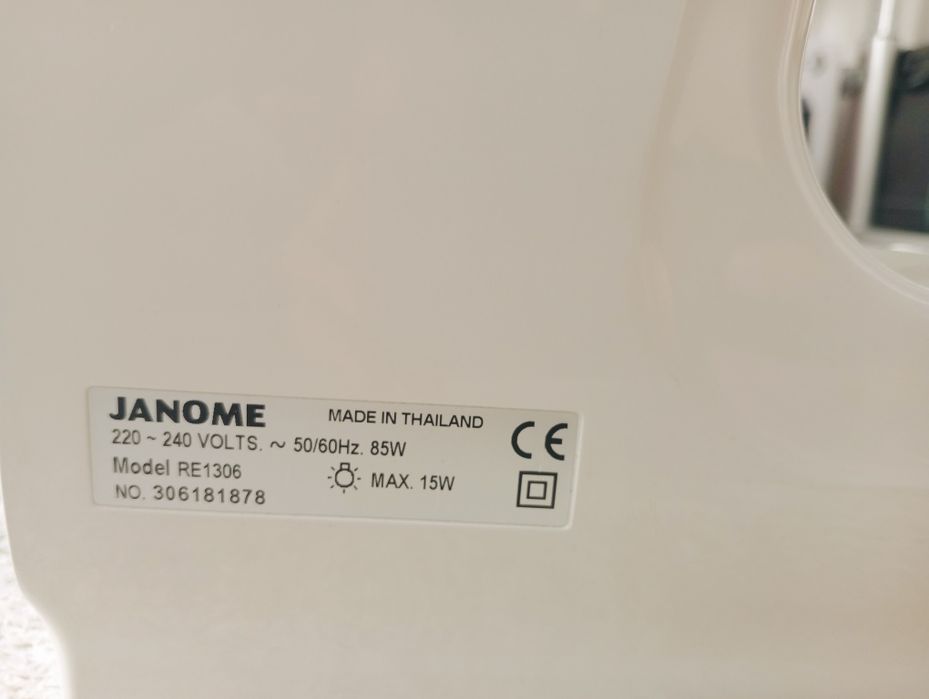 JANOME MADE IN THAILAND
220 ~ 240 VOLTS. ~ 50/60Hz. 85W
Model RE1306 MAX. 15W
NO. 306181878
CE